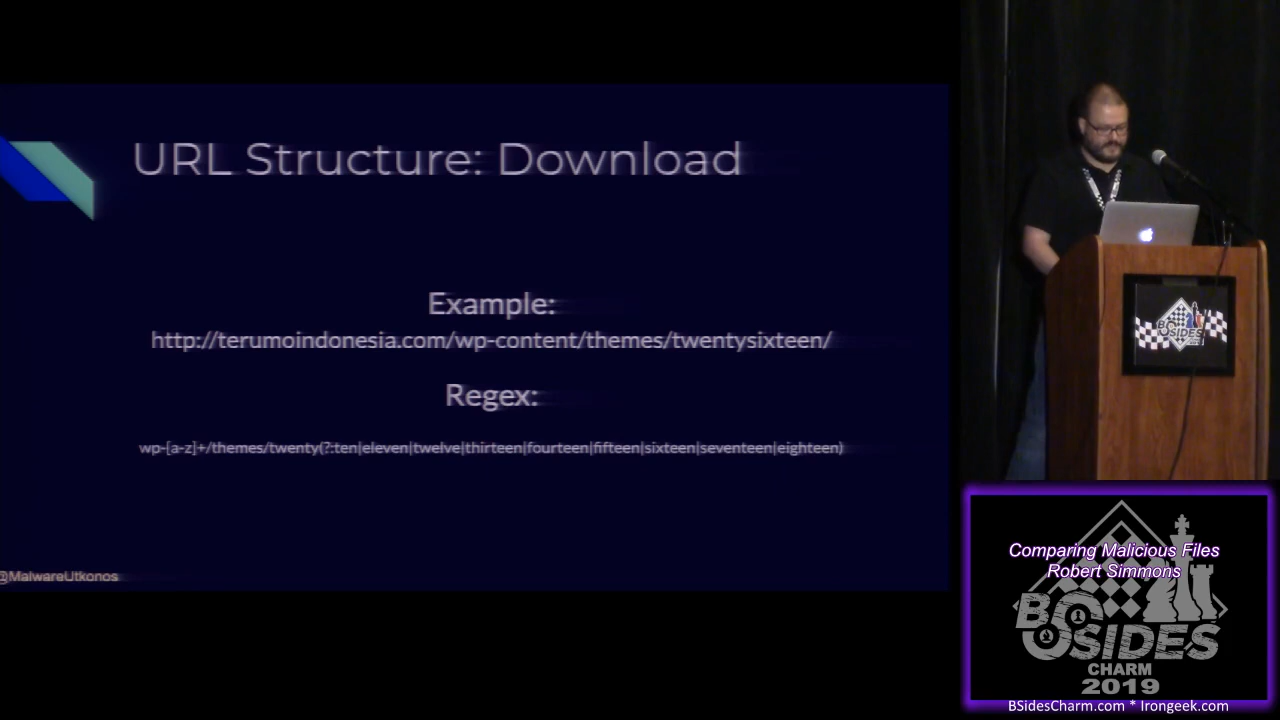 URL Structure: Download
Example:
http://terumoindonesia.com/wp-content/themes/twentysixteen/
Regex:
wp-[a-z]+/themes/twenty(?:ten|eleven|twelve|thirteen|fourteen|fifteen|sixteen|seventeen|eighteen)
@MalwareUtkonos
BSIDES
Comparing Malicious Files
Robert Simmons
BSIDES
CHARM
2019
BSidesCharm.com * Irongeek.com